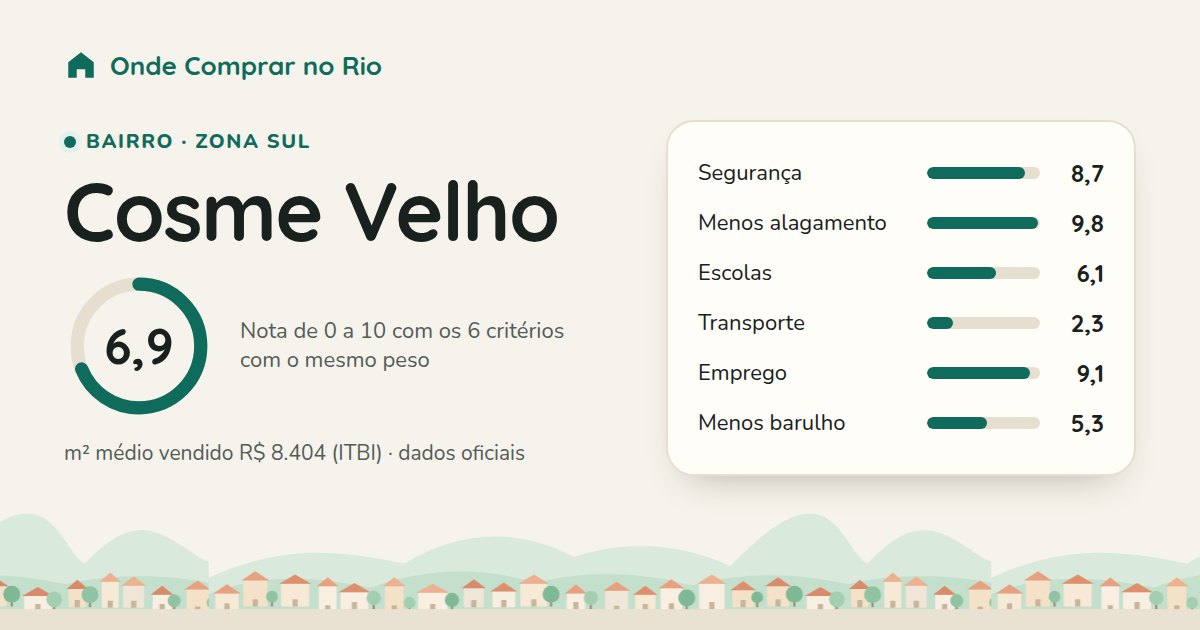 Onde Comprar no Rio
BAIRRO · ZONA SUL
Cosme Velho
6,9
Nota de 0 a 10 com os 6 critérios
com o mesmo peso
m² médio vendido R$ 8.404 (ITBI) · dados oficiais
Segurança 8,7
Menos alagamento 9,8
Escolas 6,1
Transporte 2,3
Emprego 9,1
Menos barulho 5,3